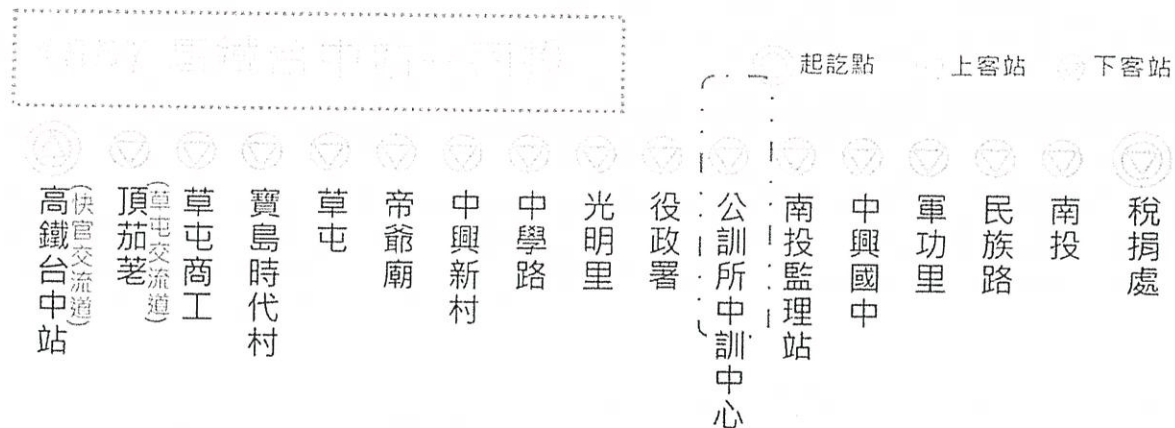 起訖點 上客站 下客站
高鐵台中站
(快官交流道)
頂茄荖
(草屯交流道)
草屯商工
寶島時代村
草屯
帝爺廟
中興新村
中學路
光明里
役政署
公訓所中訓中心
南投監理站
中興國中
軍功里
民族路
南投
稅捐處